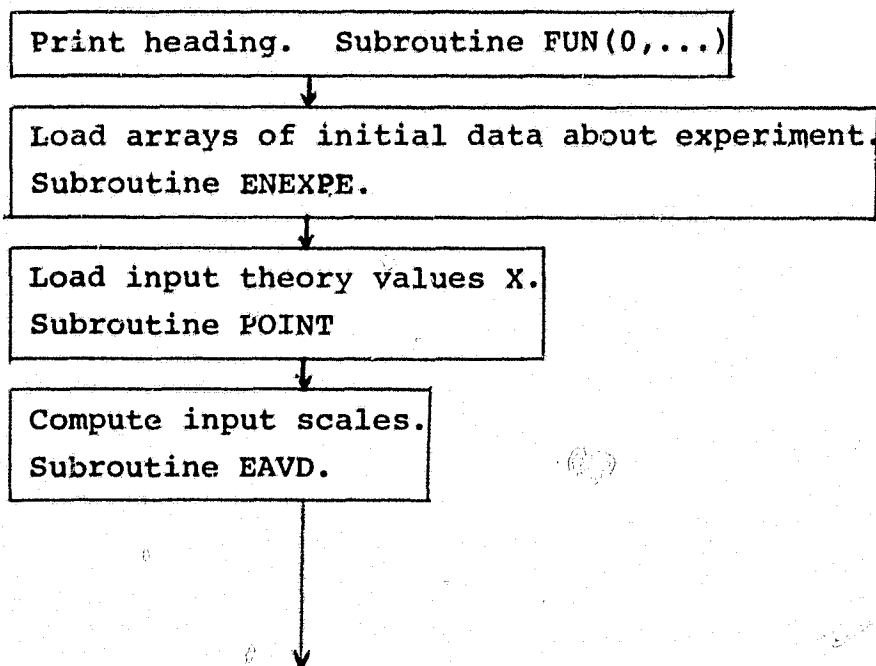 Print heading. Subroutine FUN(0,...)
Load arrays of initial data about experiment.
Subroutine ENEXPE.
Load input theory values X.
Subroutine POINT
Compute input scales.
Subroutine EAVD.